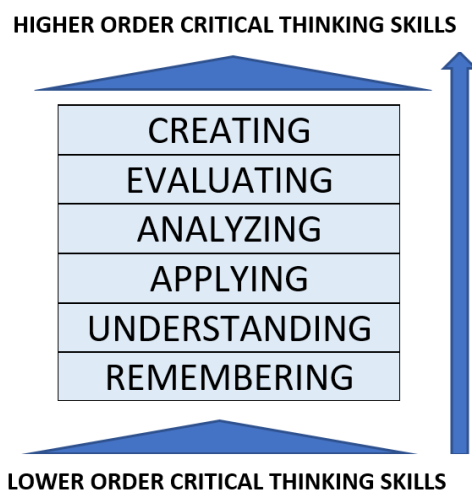 HIGHER ORDER CRITICAL THINKING SKILLS
CREATING
EVALUATING
ANALYZING
APPLYING
UNDERSTANDING
REMEMBERING
LOWER ORDER CRITICAL THINKING SKILLS